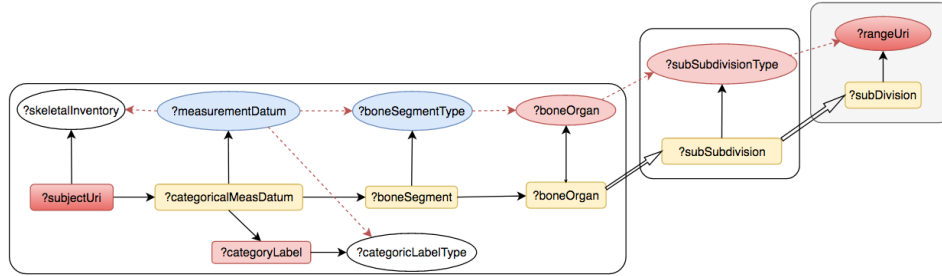 ?rangeUri
?subSubdivisionType
?subDivision
?skeletalInventory
?measurementDatum
?boneSegmentType
?boneOrgan
?subSubdivision
?subjectUri
?categoricalMeasDatum
?boneSegment
?boneOrgan
?categoryLabel
?categoricLabelType